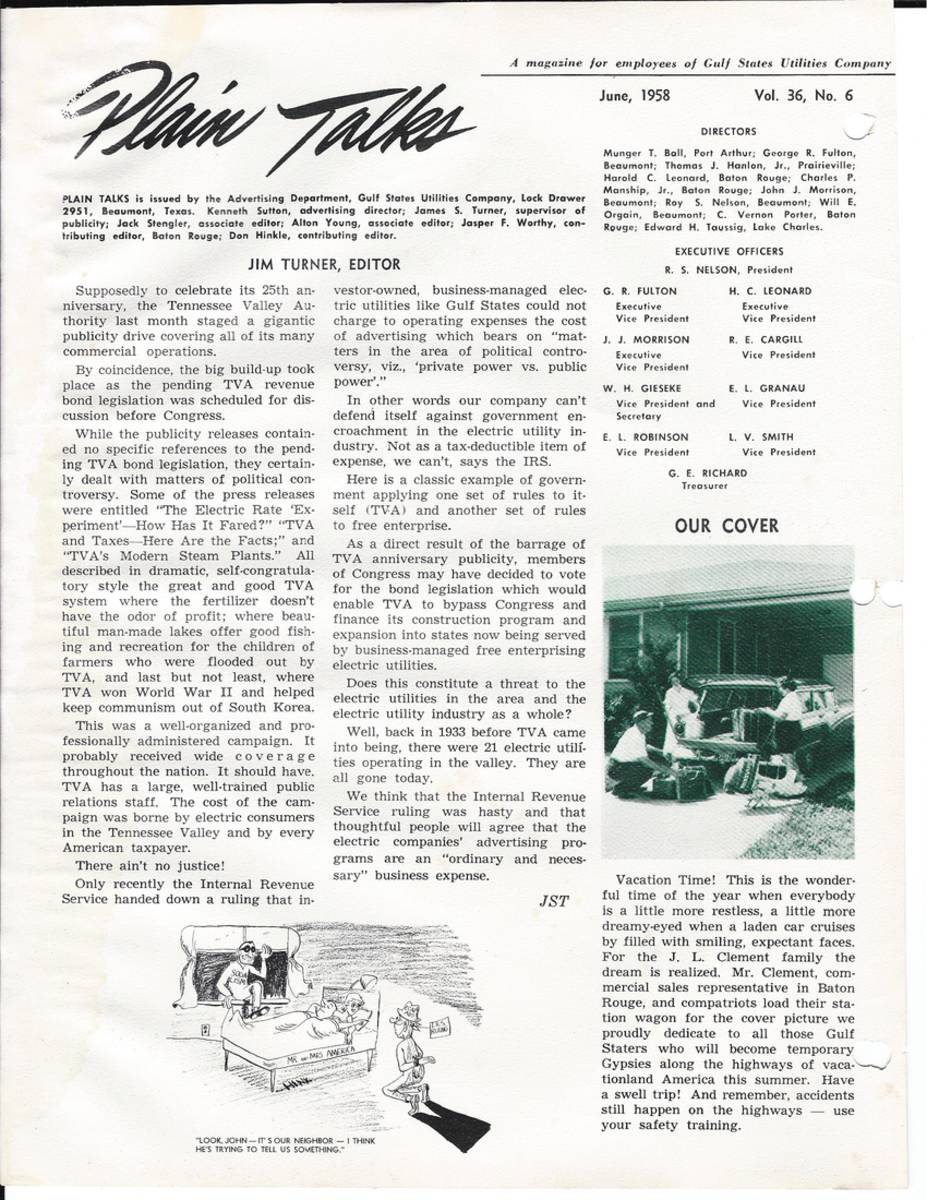 A magazine for employees of Gulf States Utilities Company
Plain Talks
June, 1958 Vol. 36, No. 6
PLAIN TALKS is issued by the Advertising Department, Gulf States Utilities Company, Lock Drawer
2951, Beaumont, Texas. Kenneth Sutton, advertising director; James S. Turner, supervisor of
publicity; Jack Stengler, associate editor; Alton Young, associate editor; Jasper F. Worthy, con-
tributing editor, Baton Rouge; Don Hinkle, contributing editor.
JIM TURNER, EDITOR
Supposedly to celebrate its 25th an-
niversary, the Tennessee Valley Au-
thority last month staged a gigantic
publicity drive covering all of its many
commercial operations.
By coincidence, the big build-up took
place as the pending TVA revenue
bond legislation was scheduled for dis-
cussion before Congress.
While the publicity releases contain-
ed no specific references to the pend-
ing TVA bond legislation, they certain-
ly dealt with matters of political con-
troversy. Some of the press releases
were entitled "The Electric Rate 'Ex-
periment'—How Has It Fared?" "TVA
and Taxes—Here Are the Facts;" and
"TVA's Modern Steam Plants." All
described in dramatic, self-congratula-
tory style the great and good TVA
system where the fertilizer doesn't
have the odor of profit; where beau-
tiful man-made lakes offer good fish-
ing and recreation for the children of
farmers who were flooded out by
TVA, and last but not least, where
TVA won World War II and helped
keep communism out of South Korea.
This was a well-organized and pro-
fessionally administered campaign. It
probably received wide coverage
throughout the nation. It should have.
TVA has a large, well-trained public
relations staff. The cost of the cam-
paign was borne by electric consumers
in the Tennessee Valley and by every
American taxpayer.
There ain't no justice!
Only recently the Internal Revenue
Service handed down a ruling that in-
vestor-owned, business-managed elec-
tric utilities like Gulf States could not
charge to operating expenses the cost
of advertising which bears on "mat-
ters in the area of political contro-
versy, viz., 'private power vs. public
power'."
In other words our company can't
defend itself against government en-
croachment in the electric utility in-
dustry. Not as a tax-deductible item of
expense, we can't, says the IRS.
Here is a classic example of govern-
ment applying one set of rules to it-
self (TVA) and another set of rules
to free enterprise.
As a direct result of the barrage of
TVA anniversary publicity, members
of Congress may have decided to vote
for the bond legislation which would
enable TVA to bypass Congress and
finance its construction program and
expansion into states now being served
by business-managed free enterprising
electric utilities.
Does this constitute a threat to the
electric utilities in the area and the
electric utility industry as a whole?
Well, back in 1933 before TVA came
into being, there were 21 electric utili-
ties operating in the valley. They are
all gone today.
We think that the Internal Revenue
Service ruling was hasty and that
thoughtful people will agree that the
electric companies' advertising pro-
grams are an "ordinary and neces-
sary" business expense.
JST
SOCIALISM
I.R.S. RULING
MR. and MRS AMERICA
HINK
"LOOK, JOHN — IT'S OUR NEIGHBOR — I THINK
HE'S TRYING TO TELL US SOMETHING."
DIRECTORS
Munger T. Ball, Port Arthur; George R. Fulton,
Beaumont; Thomas J. Hanlon, Jr., Prairieville;
Harold C. Leonard, Baton Rouge; Charles P.
Manship, Jr., Baton Rouge; John J. Morrison,
Beaumont; Roy S. Nelson, Beaumont; Will E.
Orgain, Beaumont; C. Vernon Porter, Baton
Rouge; Edward H. Taussig, Lake Charles.
EXECUTIVE OFFICERS
R. S. NELSON, President
G. R. FULTON H. C. LEONARD
Executive Executive
Vice President Vice President
J. J. MORRISON R. E. CARGILL
Executive Vice President
Vice President
W. H. GIESEKE E. L. GRANAU
Vice President and Vice President
Secretary
E. L. ROBINSON L. V. SMITH
Vice President Vice President
G. E. RICHARD
Treasurer
OUR COVER
Vacation Time! This is the wonder-
ful time of the year when everybody
is a little more restless, a little more
dreamy-eyed when a laden car cruises
by filled with smiling, expectant faces.
For the J. L. Clement family the
dream is realized. Mr. Clement, com-
mercial sales representative in Baton
Rouge, and compatriots load their sta-
tion wagon for the cover picture we
proudly dedicate to all those Gulf
Staters who will become temporary
Gypsies along the highways of vaca-
tionland America this summer. Have
a swell trip! And remember, accidents
still happen on the highways — use
your safety training.